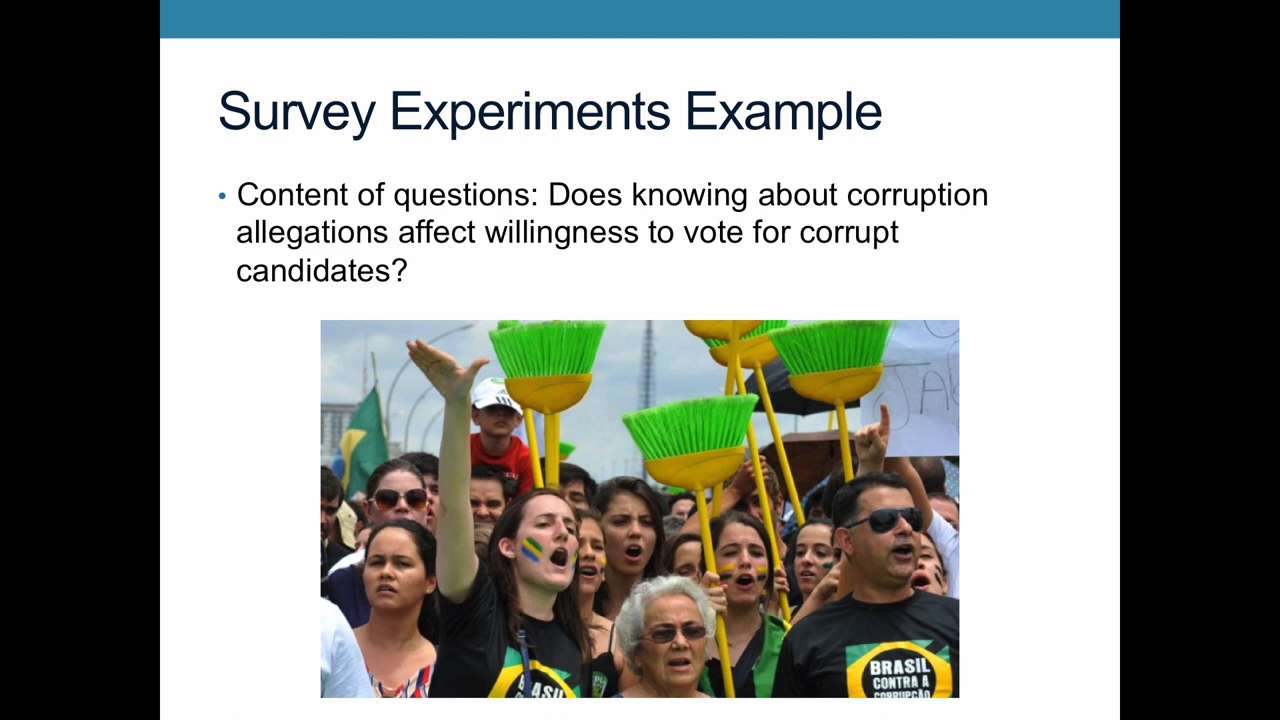 Survey Experiments Example
• Content of questions: Does knowing about corruption
allegations affect willingness to vote for corrupt
candidates?
BRASIL
CONTRA A
CORRUPÇÃO